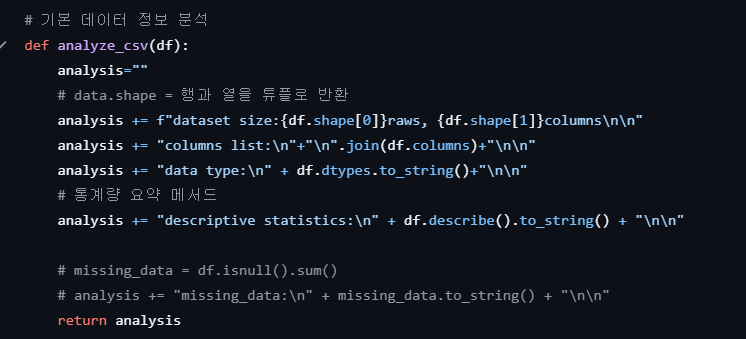 # 기본 데이터 정보 분석
def analyze_csv(df):
    analysis=""
    # data.shape = 행과 열을 튜플로 반환
    analysis += f"dataset size:{df.shape[0]}raws, {df.shape[1]}columns\n\n"
    analysis += "columns list:\n"+"\n".join(df.columns)+"\n\n"
    analysis += "data type:\n" + df.dtypes.to_string()+"\n\n"
    # 통계량 요약 메서드
    analysis += "descriptive statistics:\n" + df.describe().to_string() + "\n\n"

    # missing_data = df.isnull().sum()
    # analysis += "missing_data:\n" + missing_data.to_string() + "\n\n"
    return analysis